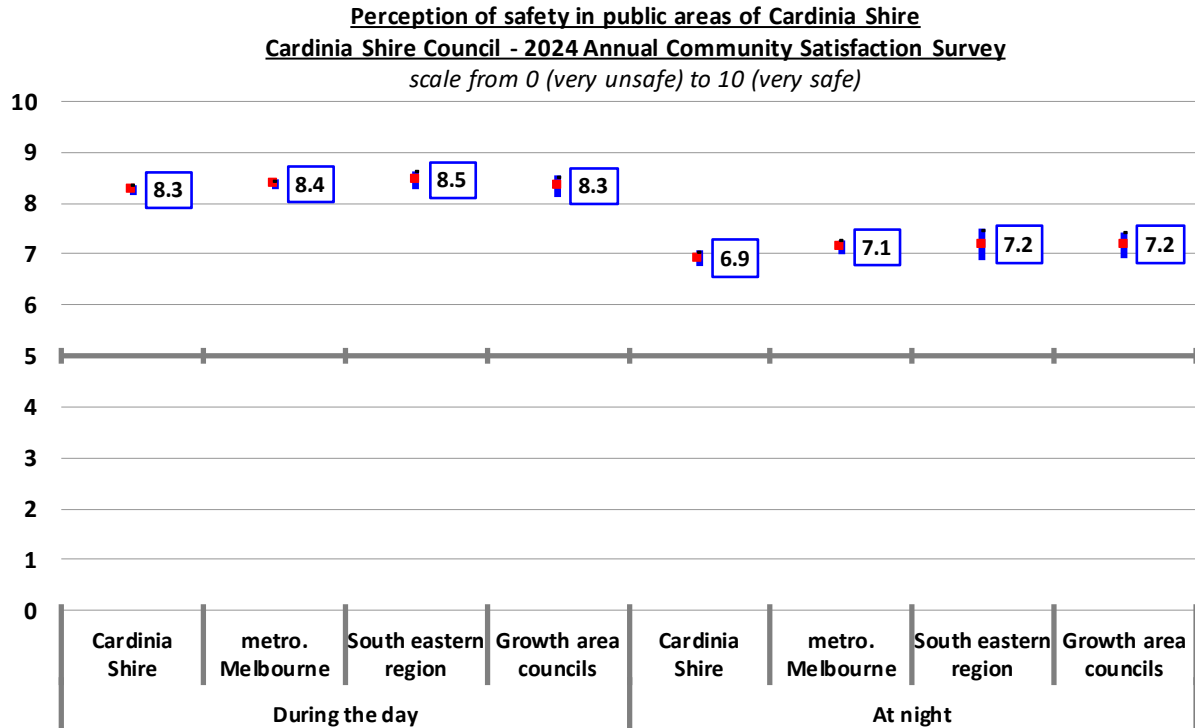 Perception of safety in public areas of Cardinia Shire
Cardinia Shire Council - 2024 Annual Community Satisfaction Survey
scale from 0 (very unsafe) to 10 (very safe)
10
9
8
7
6
5
4
3
2
1
0
8.3
8.4
8.5
8.3
6.9
7.1
7.2
7.2
Cardinia
Shire
metro.
Melbourne
South eastern
region
Growth area
councils
Cardinia
Shire
metro.
Melbourne
South eastern
region
Growth area
councils
During the day
At night